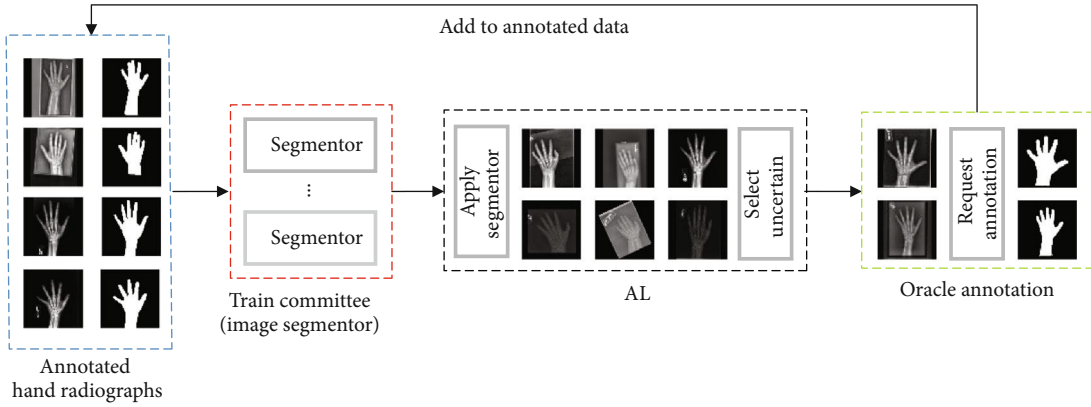 Add to annotated data
Segmentor
...
Segmentor
Apply
segmentor
Select
uncertain
Request
annotation
Train committee
(image segmentor)
AL
Oracle annotation
Annotated
hand radiographs